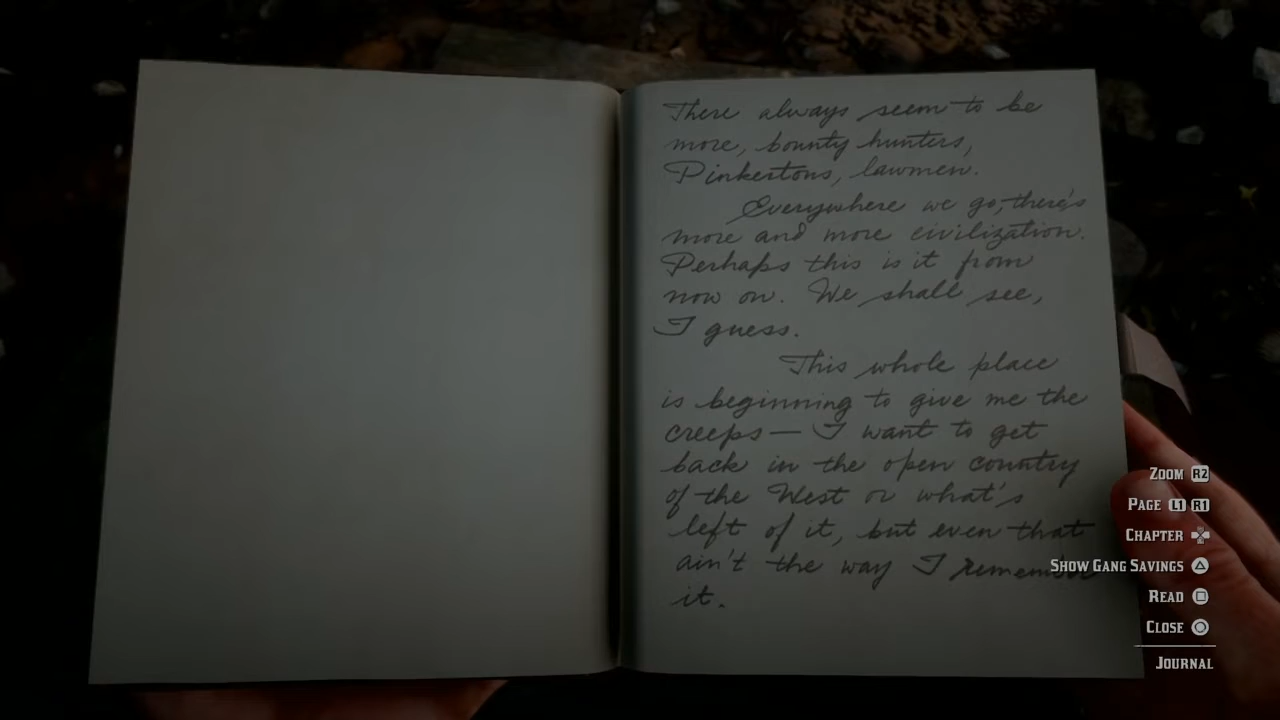 There always seem to be
more, bounty hunters,
Pinkertons, lawmen.
Everywhere we go, there's
more and more civilization.
Perhaps this is it from
now on. We shall see,
I guess.
This whole place
is beginning to give me the
creeps— I want to get
back in the open country
of the West or what's
left of it, but even that
ain't the way I remember
it.
ZOOM R2
PAGE L1 R1
CHAPTER
SHOW GANG SAVINGS
READ
CLOSE
JOURNAL